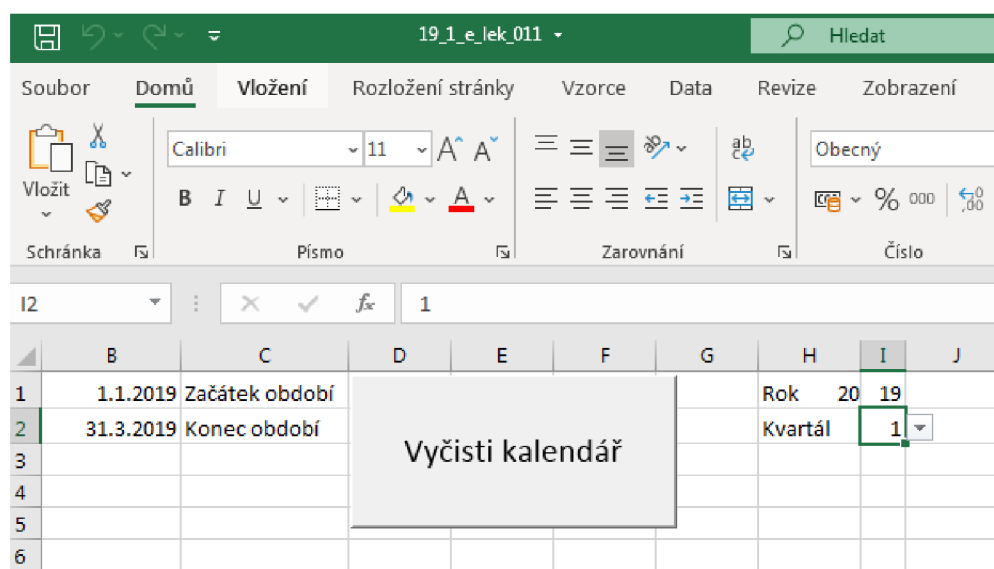 19_1_e_lek_011
Hledat
Soubor Domů Vložení Rozložení stránky Vzorce Data Revize Zobrazení
Vložit
Calibri 11 A A
ab
Obecný
B I U A
% 000
Schránka Písmo Zarovnání Číslo
I2 fx 1
B C D E F G H I J
1 1.1.2019 Začátek období Rok 20 19
2 31.3.2019 Konec období Kvartál 1
Vyčisti kalendář
3
4
5
6